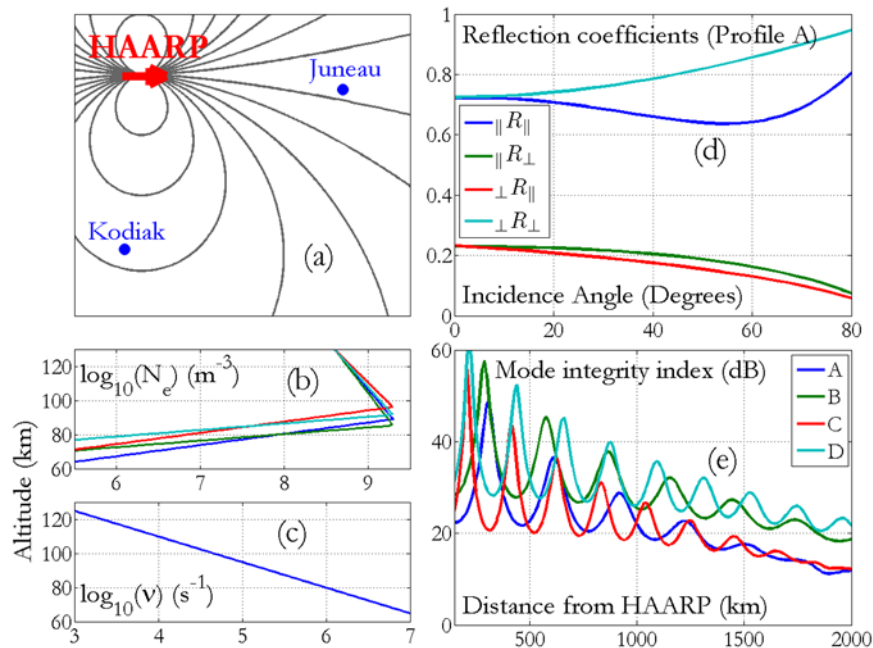 HAARP
Juneau
Kodiak
(a)
1
0.8
0.6
0.4
0.2
0
Reflection coefficients (Profile A)
∥R∥
∥R⊥
⊥R∥
⊥R⊥
(d)
Incidence Angle (Degrees)
0 20 40 60 80
Altitude (km)
120
100
80
60
log10(Ne) (m-3)
(b)
6 7 8 9
120
100
80
60
(c)
log10(ν) (s-1)
3 4 5 6 7
60
40
20
0
Mode integrity index (dB)
A
B
C
D
(e)
Distance from HAARP (km)
500 1000 1500 2000